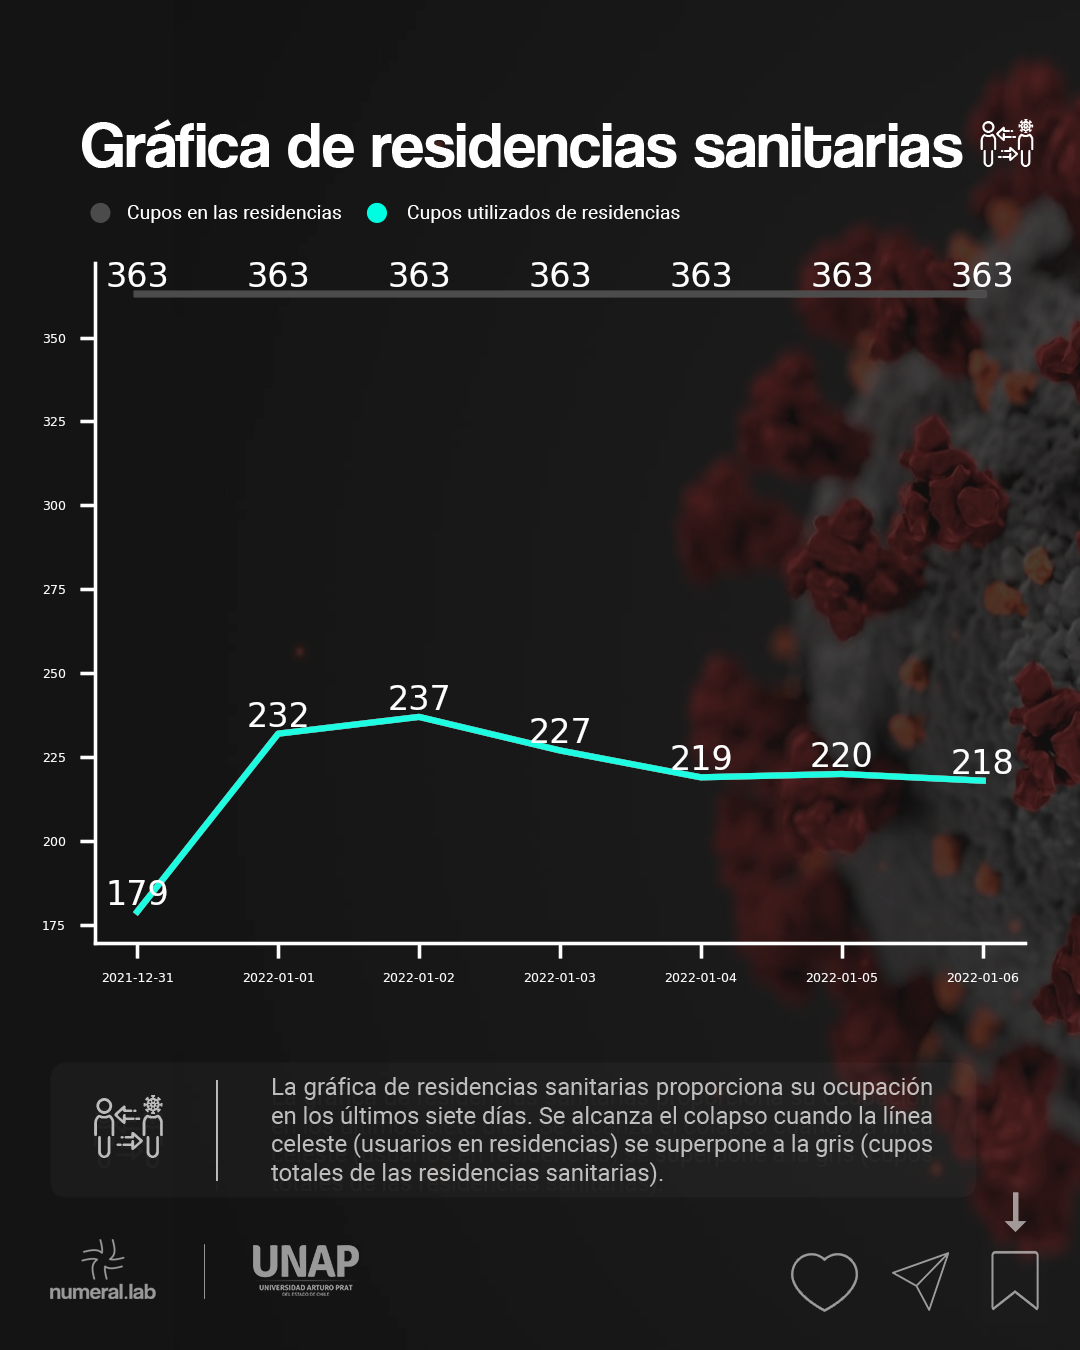 Gráfica de residencias sanitarias
Cupos en las residencias Cupos utilizados de residencias
363 363 363 363 363 363 363
350
325
300
275
250
225
200
175
179 232 237 227 219 220 218
2021-12-31 2022-01-01 2022-01-02 2022-01-03 2022-01-04 2022-01-05 2022-01-06
La gráfica de residencias sanitarias proporciona su ocupación
en los últimos siete días. Se alcanza el colapso cuando la línea
celeste (usuarios en residencias) se superpone a la gris (cupos
totales de las residencias sanitarias).
numeral.lab
UNAP
UNIVERSIDAD ARTURO PRAT
DEL ESTADO DE CHILE